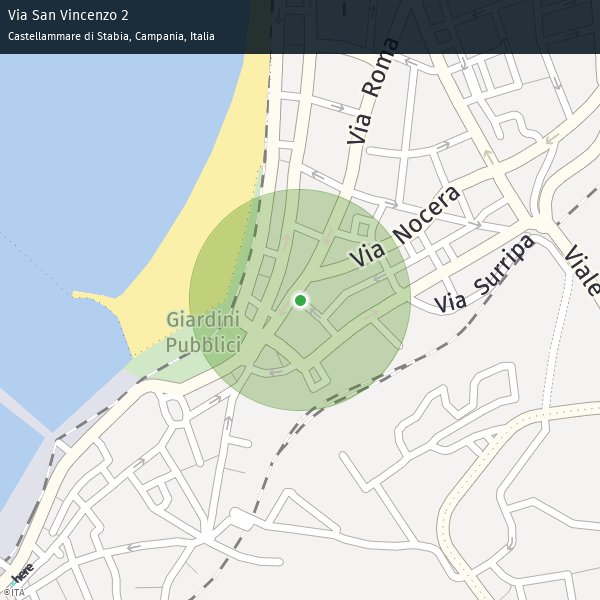 Via San Vincenzo 2
Castellammare di Stabia, Campania, Italia
Via Roma
Via Nocera
Via Surripa
Viale
Giardini
Pubblici
here
©ITA